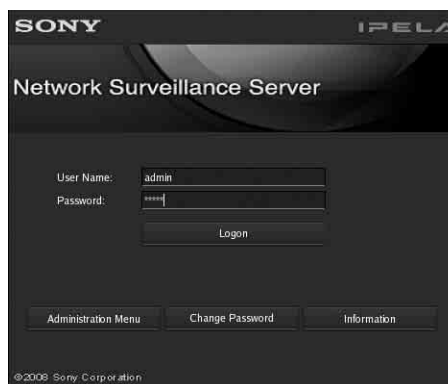 SONY
IPELA
Network Surveillance Server
User Name: admin
Password: *****
Logon
Administration Menu Change Password Information
©2008 Sony Corporation